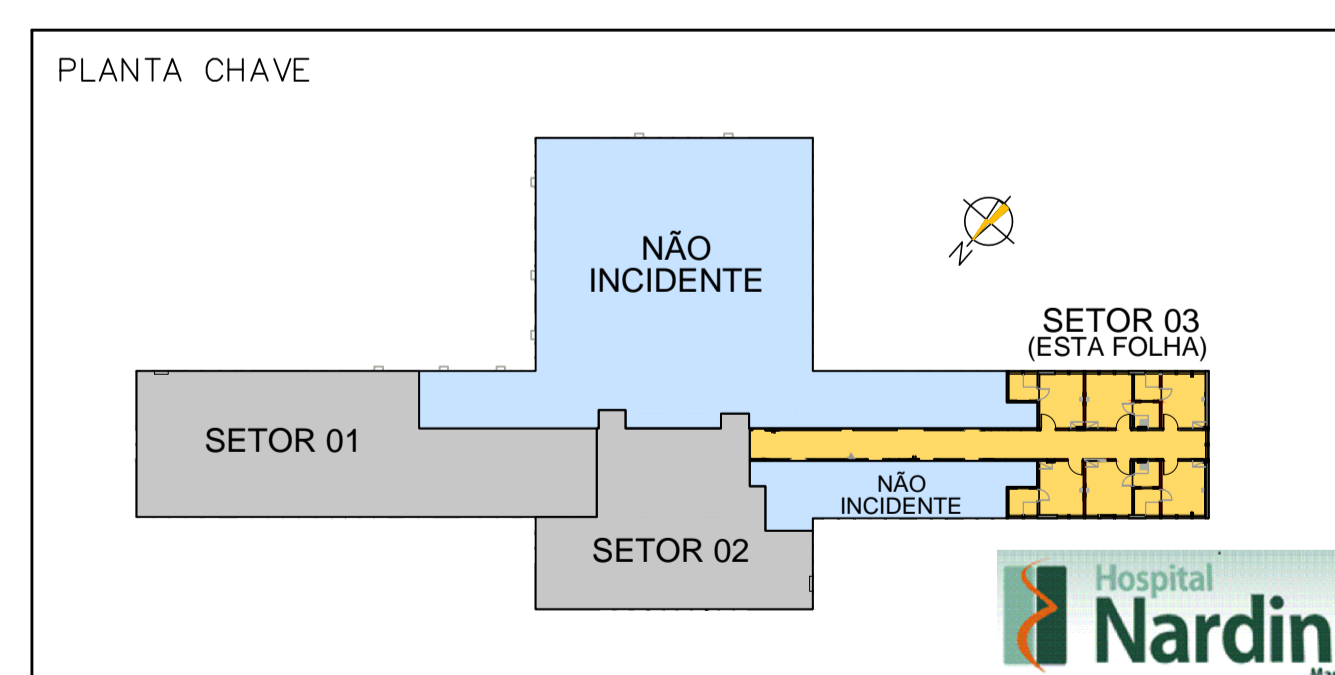 PLANTA CHAVE
NÃO
INCIDENTE
N
SETOR 03
(ESTA FOLHA)
SETOR 01
NÃO
INCIDENTE
SETOR 02
Hospital
Nardin